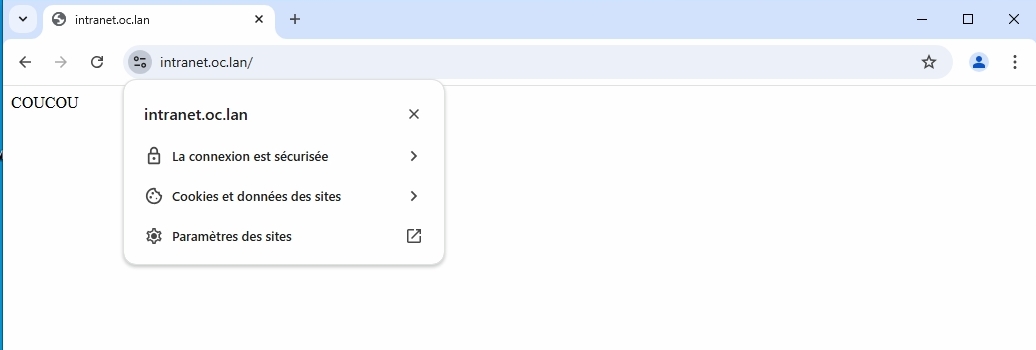 intranet.oc.lan
intranet.oc.lan/
COUCOU
intranet.oc.lan
La connexion est sécurisée
Cookies et données des sites
Paramètres des sites